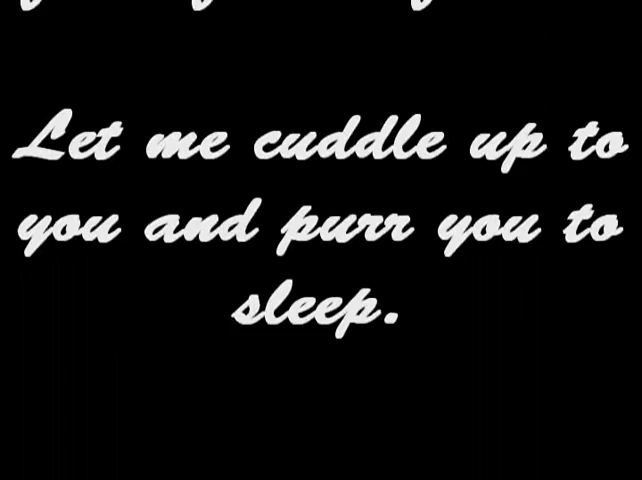 Let me cuddle up to
you and purr you to
sleep.